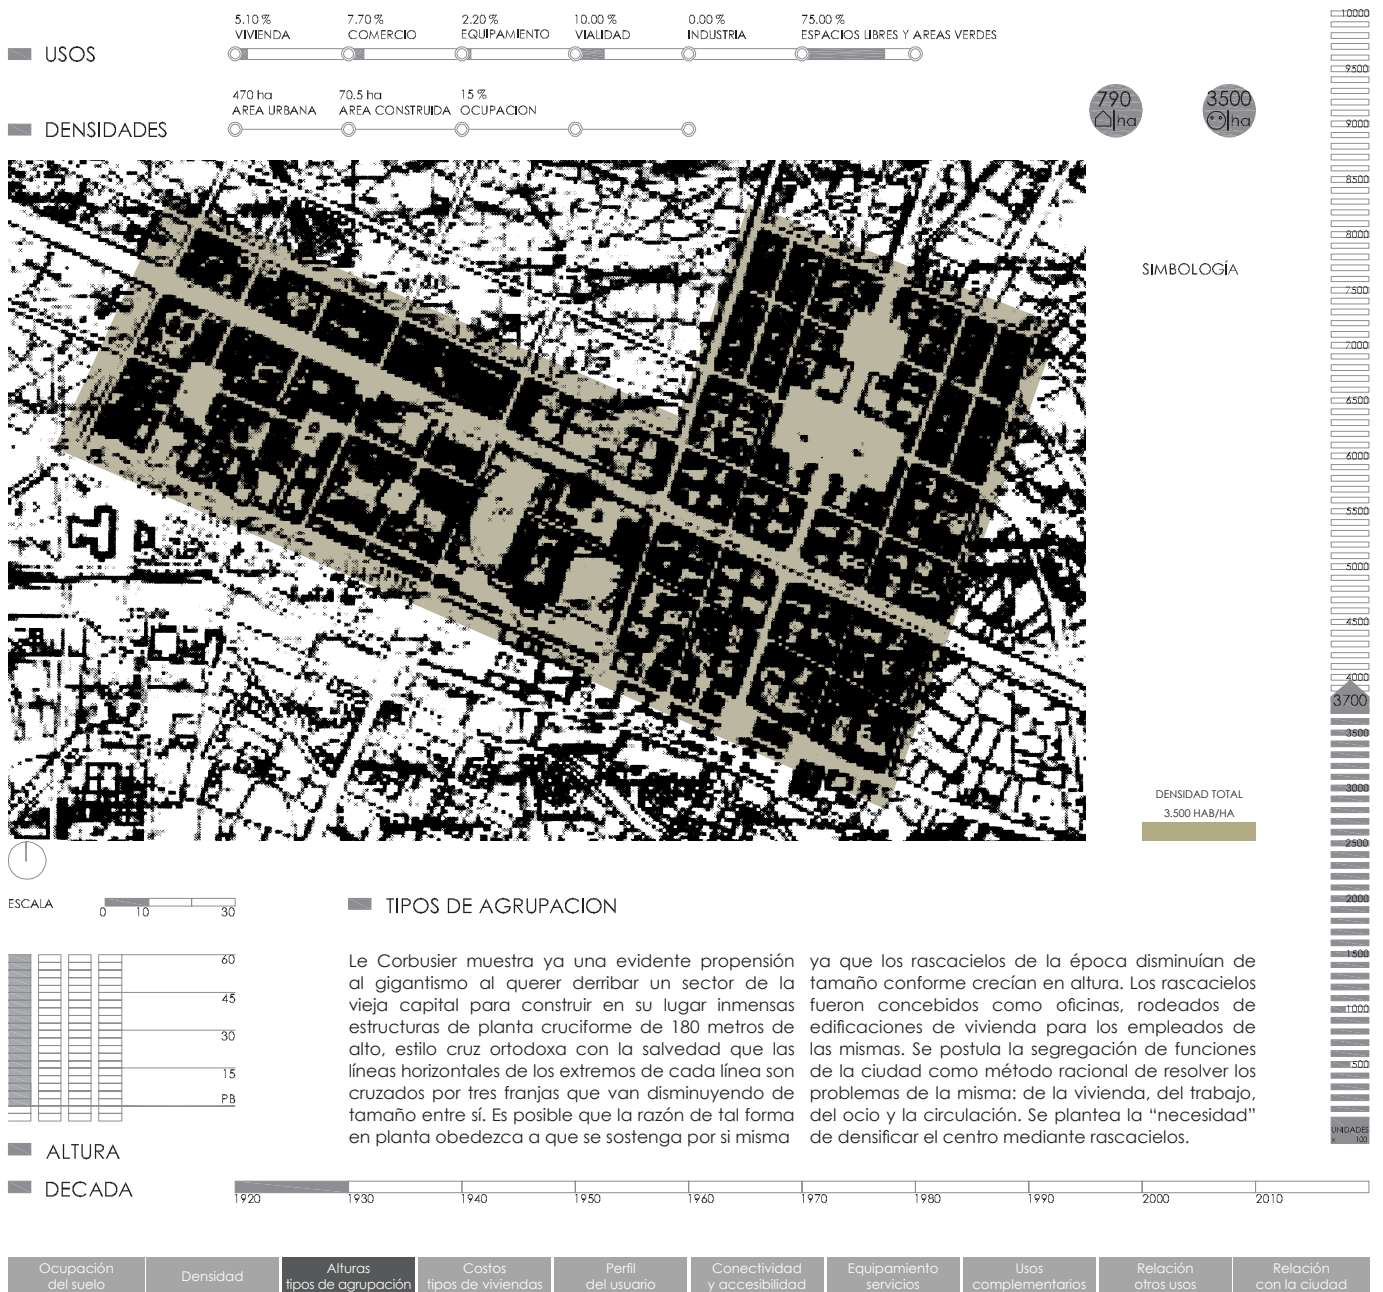 5.10 %
VIVIENDA
7.70 %
COMERCIO
2.20 %
EQUIPAMIENTO
10.00 %
VIALIDAD
0.00 %
INDUSTRIA
75.00 %
ESPACIOS LIBRES Y AREAS VERDES
USOS
470 ha
AREA URBANA
70.5 ha
AREA CONSTRUIDA
15 %
OCUPACION
DENSIDADES
790
|ha
3500
|ha
SIMBOLOGÍA
DENSIDAD TOTAL
3.500 HAB/HA
10000
9500
9000
8500
8000
7500
7000
6500
6000
5500
5000
4500
4000
3700
3500
3000
2500
2000
1500
1000
500
UNIDADES
x 100
ESCALA
0 10 30
60
45
30
15
PB
ALTURA
TIPOS DE AGRUPACION
Le Corbusier muestra ya una evidente propensión
al gigantismo al querer derribar un sector de la
vieja capital para construir en su lugar inmensas
estructuras de planta cruciforme de 180 metros de
alto, estilo cruz ortodoxa con la salvedad que las
líneas horizontales de los extremos de cada línea son
cruzados por tres franjas que van disminuyendo de
tamaño entre sí. Es posible que la razón de tal forma
en planta obedezca a que se sostenga por si misma
ya que los rascacielos de la época disminuían de
tamaño conforme crecían en altura. Los rascacielos
fueron concebidos como oficinas, rodeados de
edificaciones de vivienda para los empleados de
las mismas. Se postula la segregación de funciones
de la ciudad como método racional de resolver los
problemas de la misma: de la vivienda, del trabajo,
del ocio y la circulación. Se plantea la “necesidad”
de densificar el centro mediante rascacielos.
DECADA
1920 1930 1940 1950 1960 1970 1980 1990 2000 2010
Ocupación
del suelo
Densidad
Alturas
tipos de agrupación
Costos
tipos de viviendas
Perfil
del usuario
Conectividad
y accesibilidad
Equipamiento
servicios
Usos
complementarios
Relación
otros usos
Relación
con la ciudad